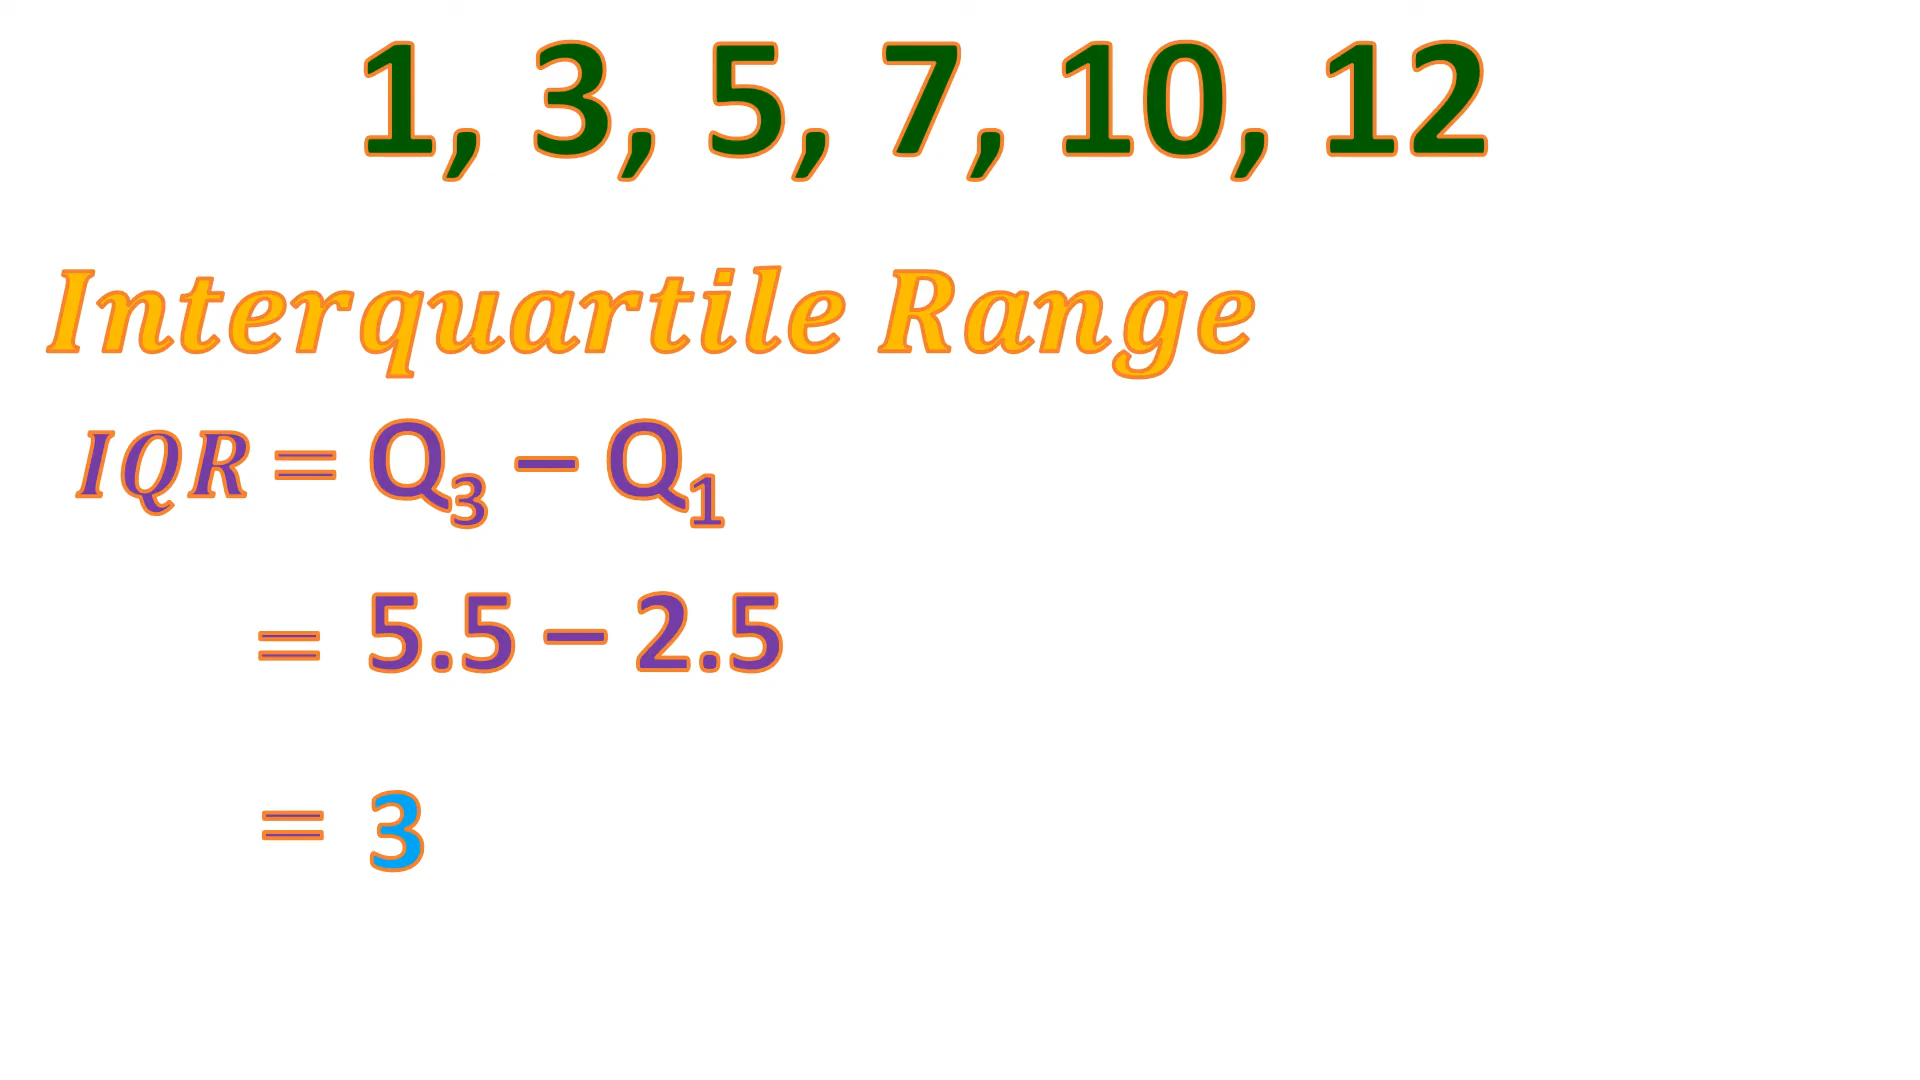 1, 3, 5, 7, 10, 12
Interquartile Range
IQR = Q₃ – Q₁
= 5.5 – 2.5
= 3